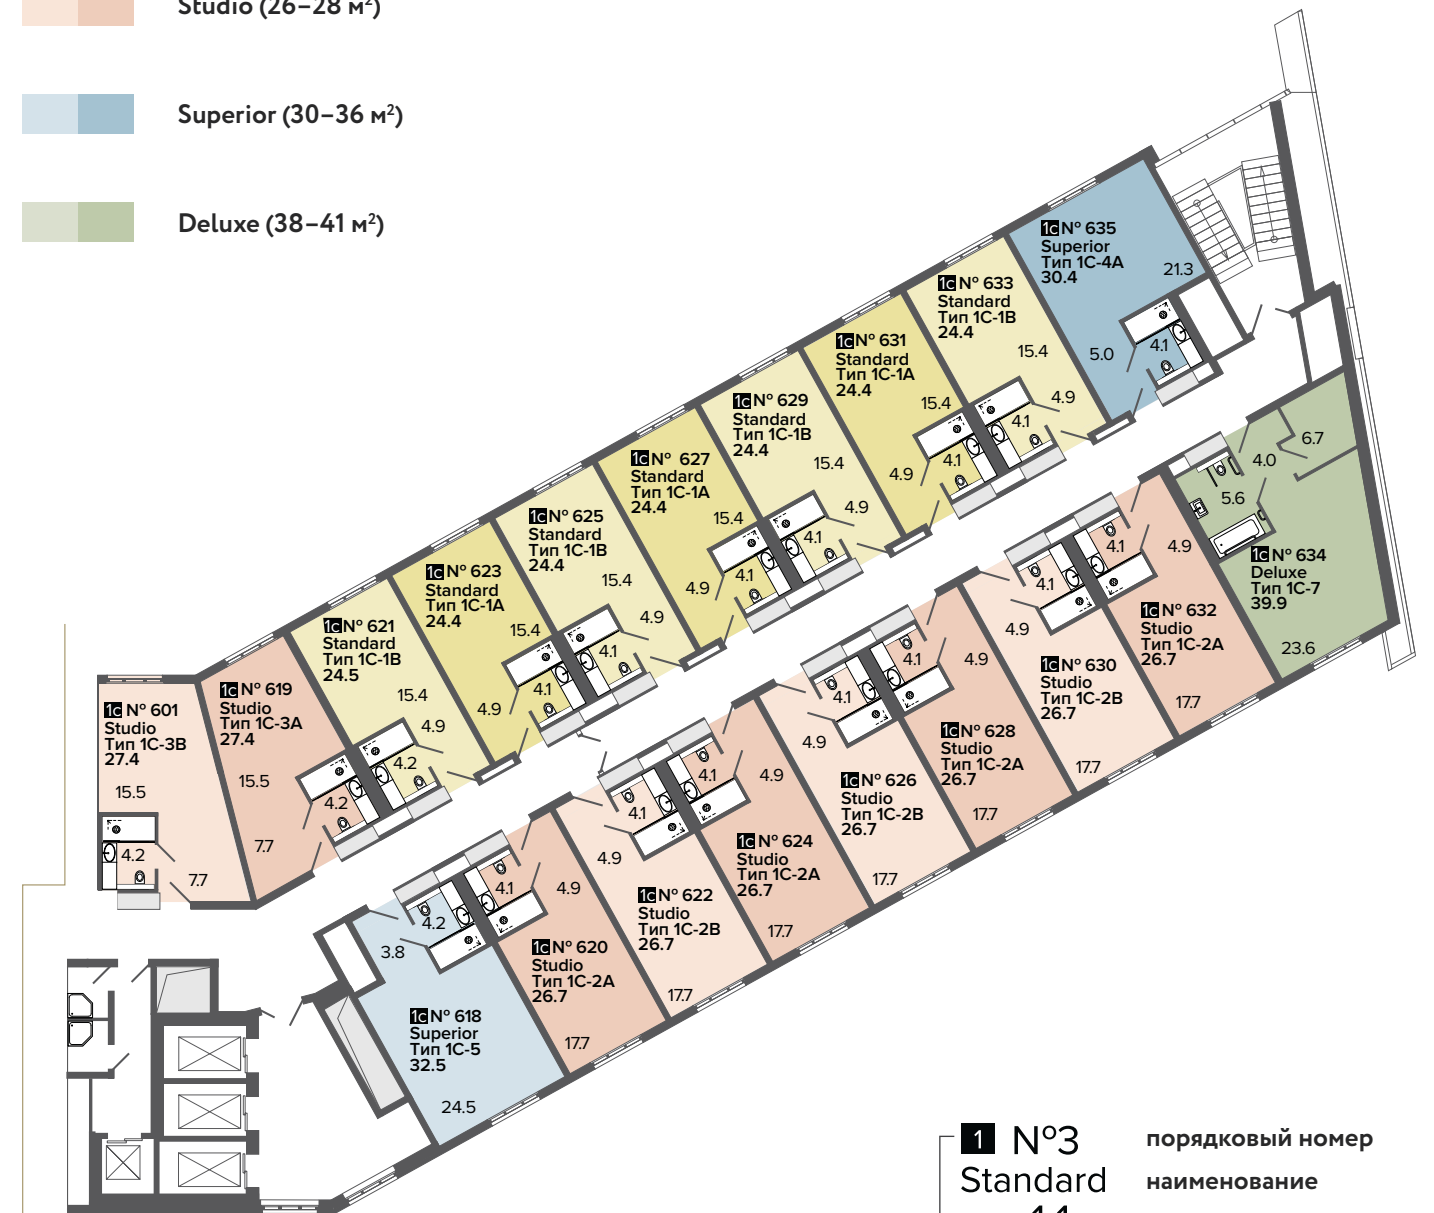 Studio (26–28 м²)
Superior (30–36 м²)
Deluxe (38–41 м²)
1с № 635
Superior
Тип 1С-4А
30.4
21.3
5.0
4.1
1с № 633
Standard
Тип 1С-1В
24.4
15.4
4.9
4.1
1с № 631
Standard
Тип 1С-1А
24.4
15.4
4.9
4.1
1с № 629
Standard
Тип 1С-1В
24.4
15.4
4.9
4.1
1с № 627
Standard
Тип 1С-1А
24.4
15.4
4.9
4.1
1с № 625
Standard
Тип 1С-1В
24.4
15.4
4.9
4.1
1с № 623
Standard
Тип 1С-1А
24.4
15.4
4.9
4.1
1с № 621
Standard
Тип 1С-1В
24.5
15.4
4.9
4.2
1с № 619
Studio
Тип 1С-3А
27.4
15.5
4.2
7.7
1с № 601
Studio
Тип 1С-3В
27.4
15.5
4.2
7.7
6.7
4.0
5.6
1с № 634
Deluxe
Тип 1С-7
39.9
23.6
4.1
4.9
1с № 632
Studio
Тип 1С-2А
26.7
17.7
4.1
4.9
1с № 630
Studio
Тип 1С-2В
26.7
17.7
4.1
4.9
1с № 628
Studio
Тип 1С-2А
26.7
17.7
4.1
4.9
1с № 626
Studio
Тип 1С-2В
26.7
17.7
4.1
4.9
1с № 624
Studio
Тип 1С-2А
26.7
17.7
4.1
4.9
1с № 622
Studio
Тип 1С-2В
26.7
17.7
4.1
4.9
1с № 620
Studio
Тип 1С-2А
26.7
17.7
4.2
3.8
1с № 618
Superior
Тип 1С-5
32.5
24.5
1 №3 порядковый номер
Standard наименование